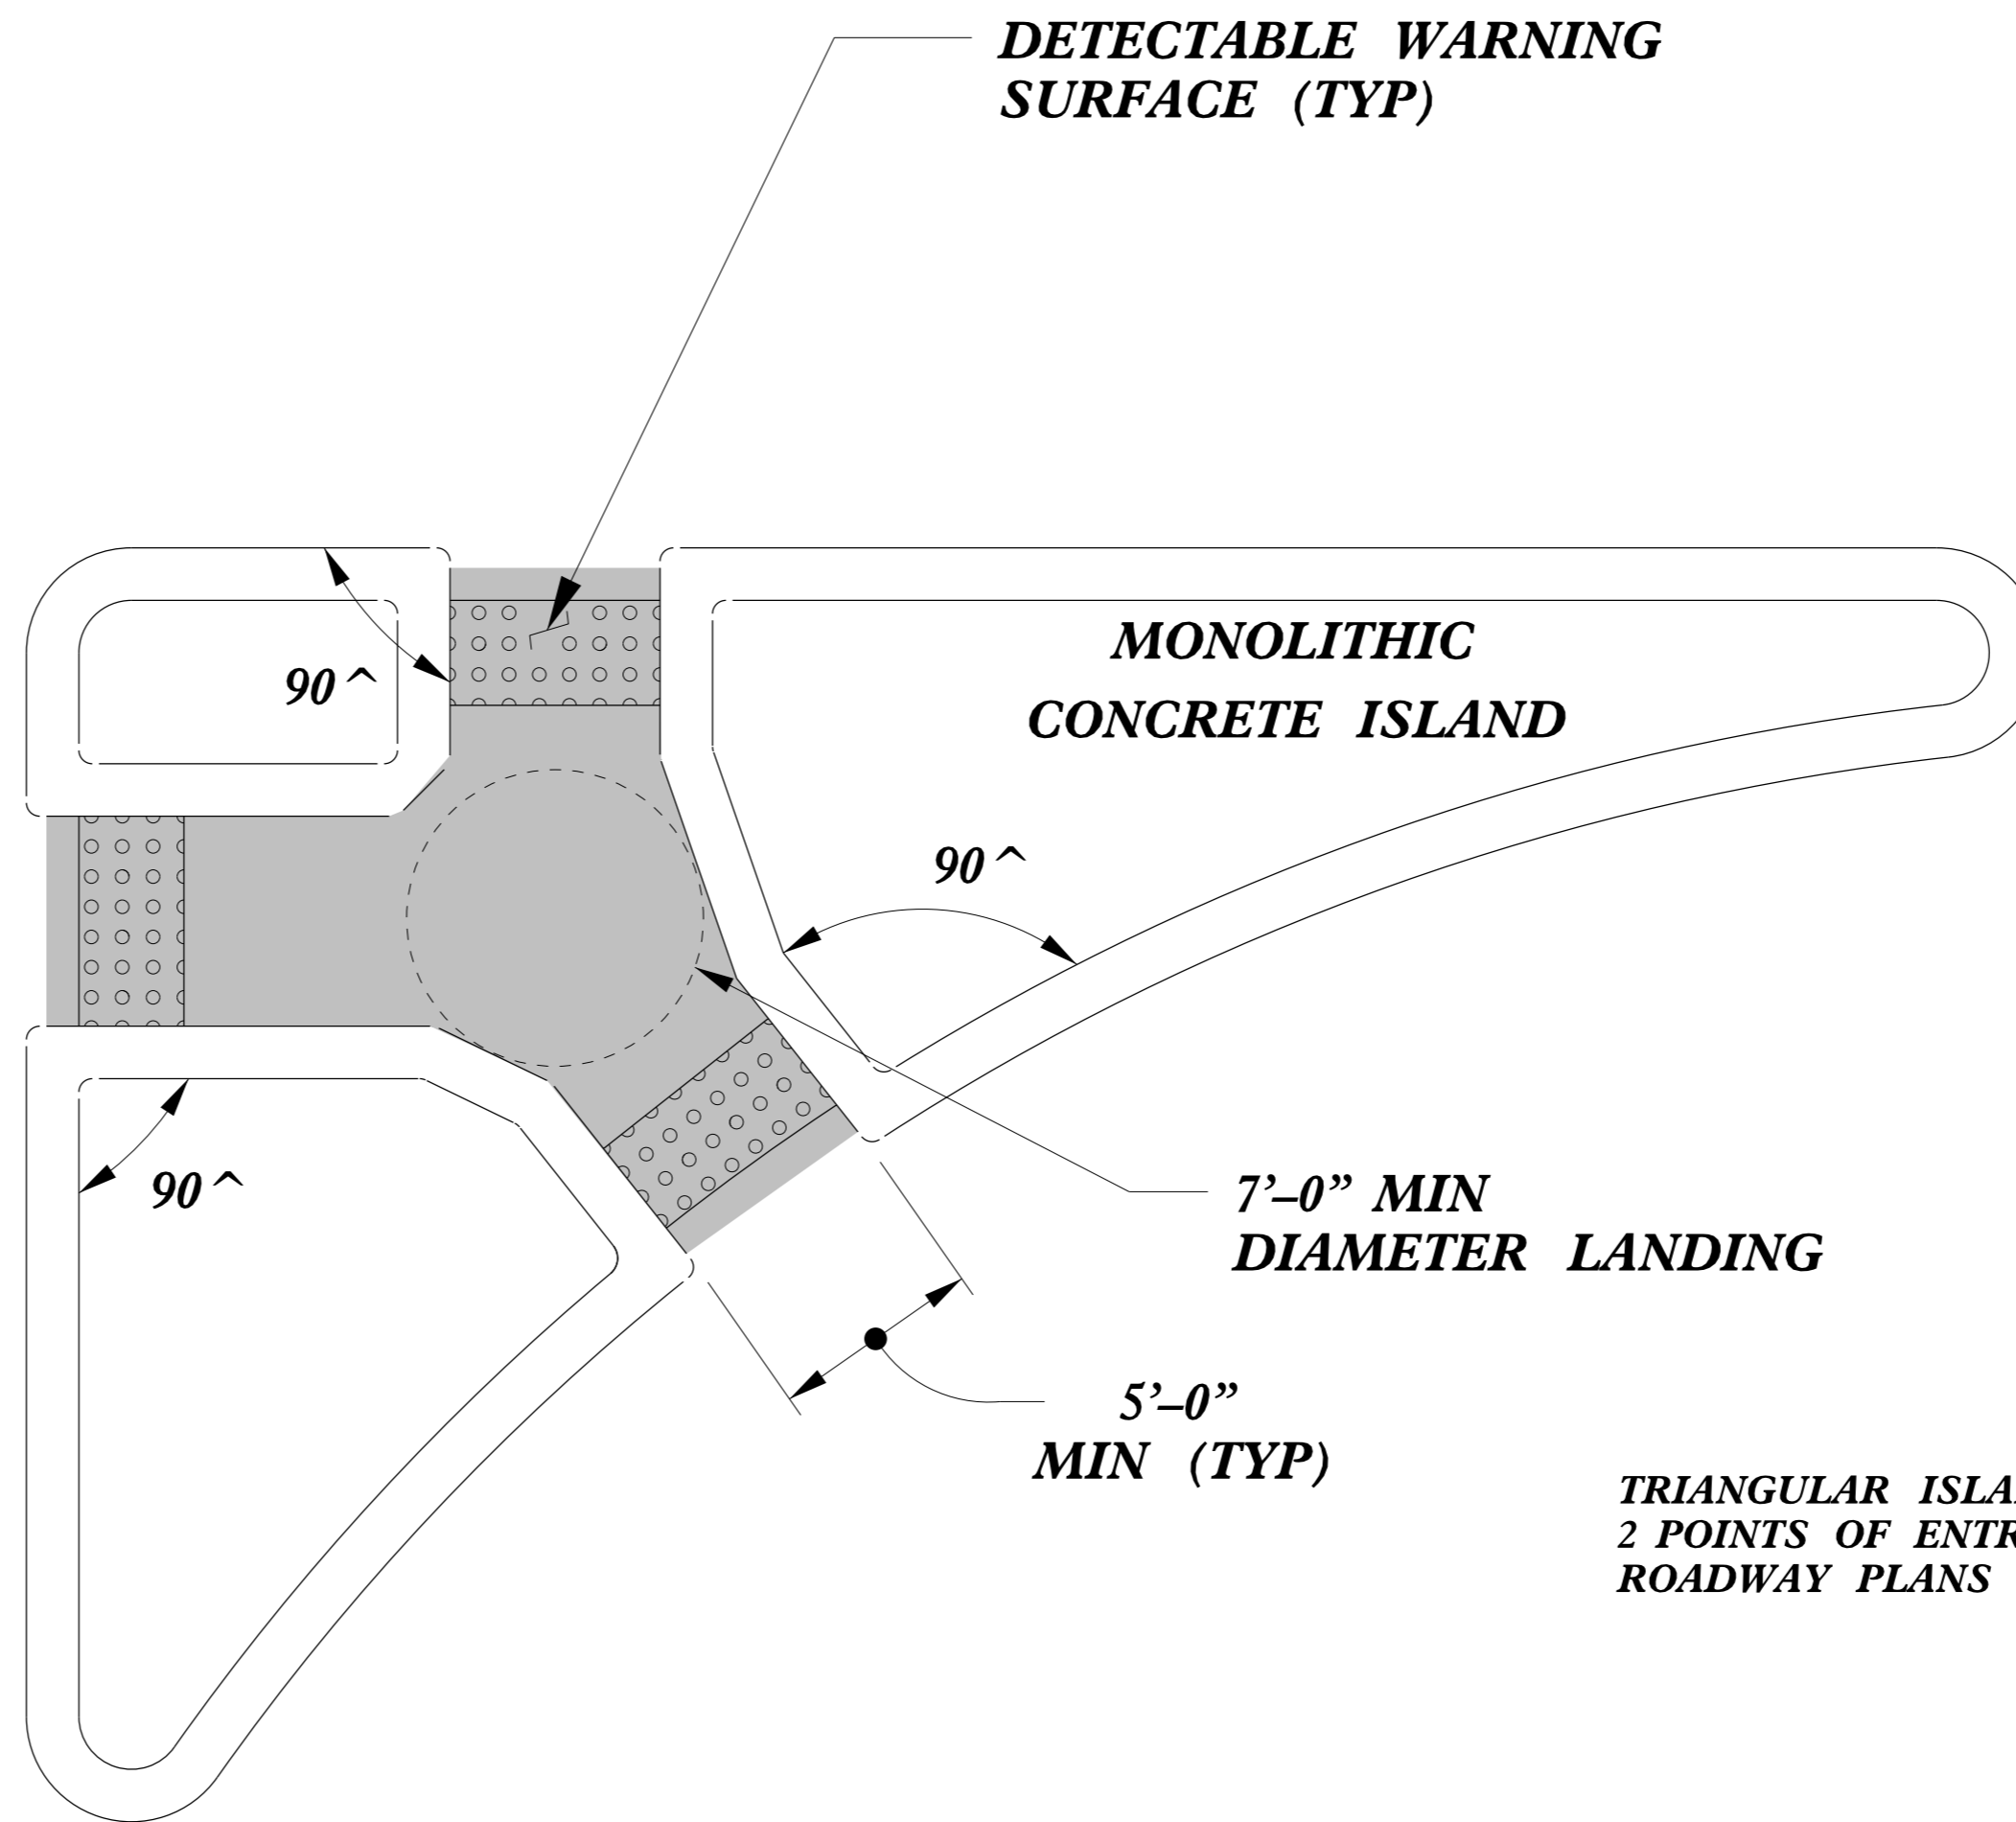 DETECTABLE WARNING
SURFACE (TYP)
MONOLITHIC
CONCRETE ISLAND
90^
90^
90^
7’–0” MIN
DIAMETER LANDING
5’–0”
MIN (TYP)
TRIANGULAR
2 POINTS OF
ROADWAY PLANS